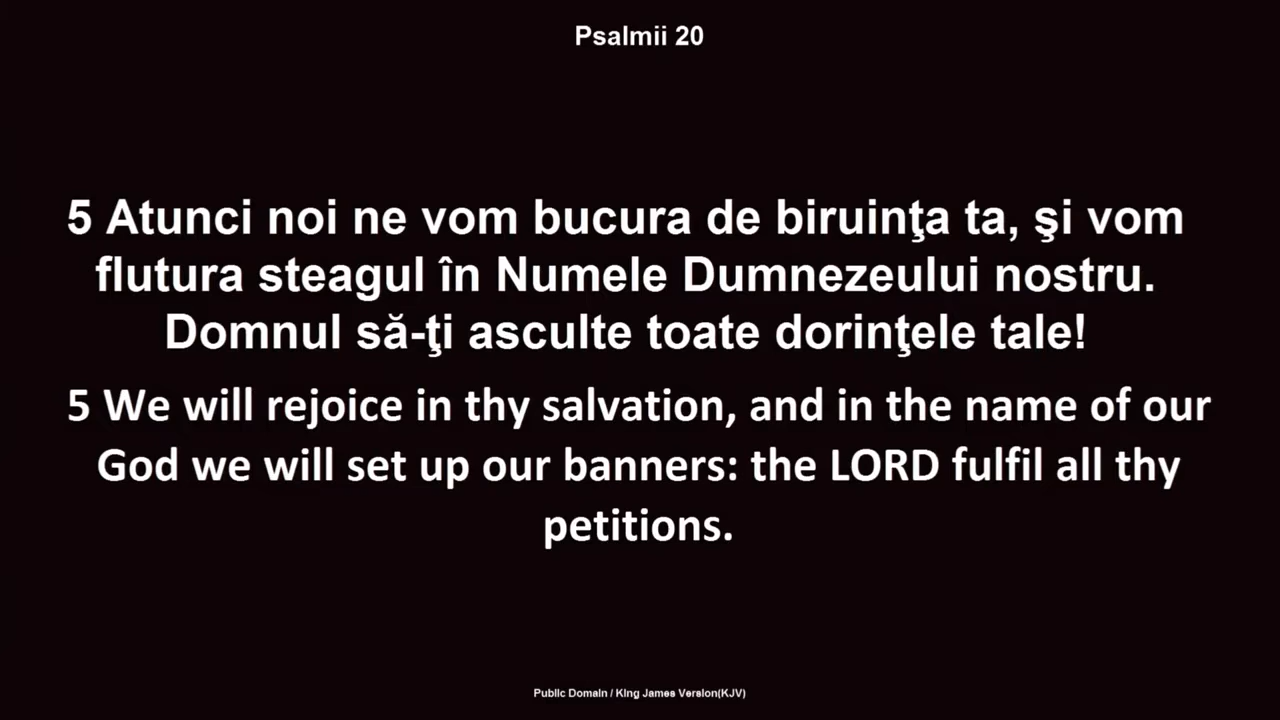 Psalmii 20
5 Atunci noi ne vom bucura de biruinţa ta, şi vom
flutura steagul în Numele Dumnezeului nostru.
Domnul să-ţi asculte toate dorinţele tale!
5 We will rejoice in thy salvation, and in the name of our
God we will set up our banners: the LORD fulfil all thy
petitions.
Public Domain / King James Version(KJV)